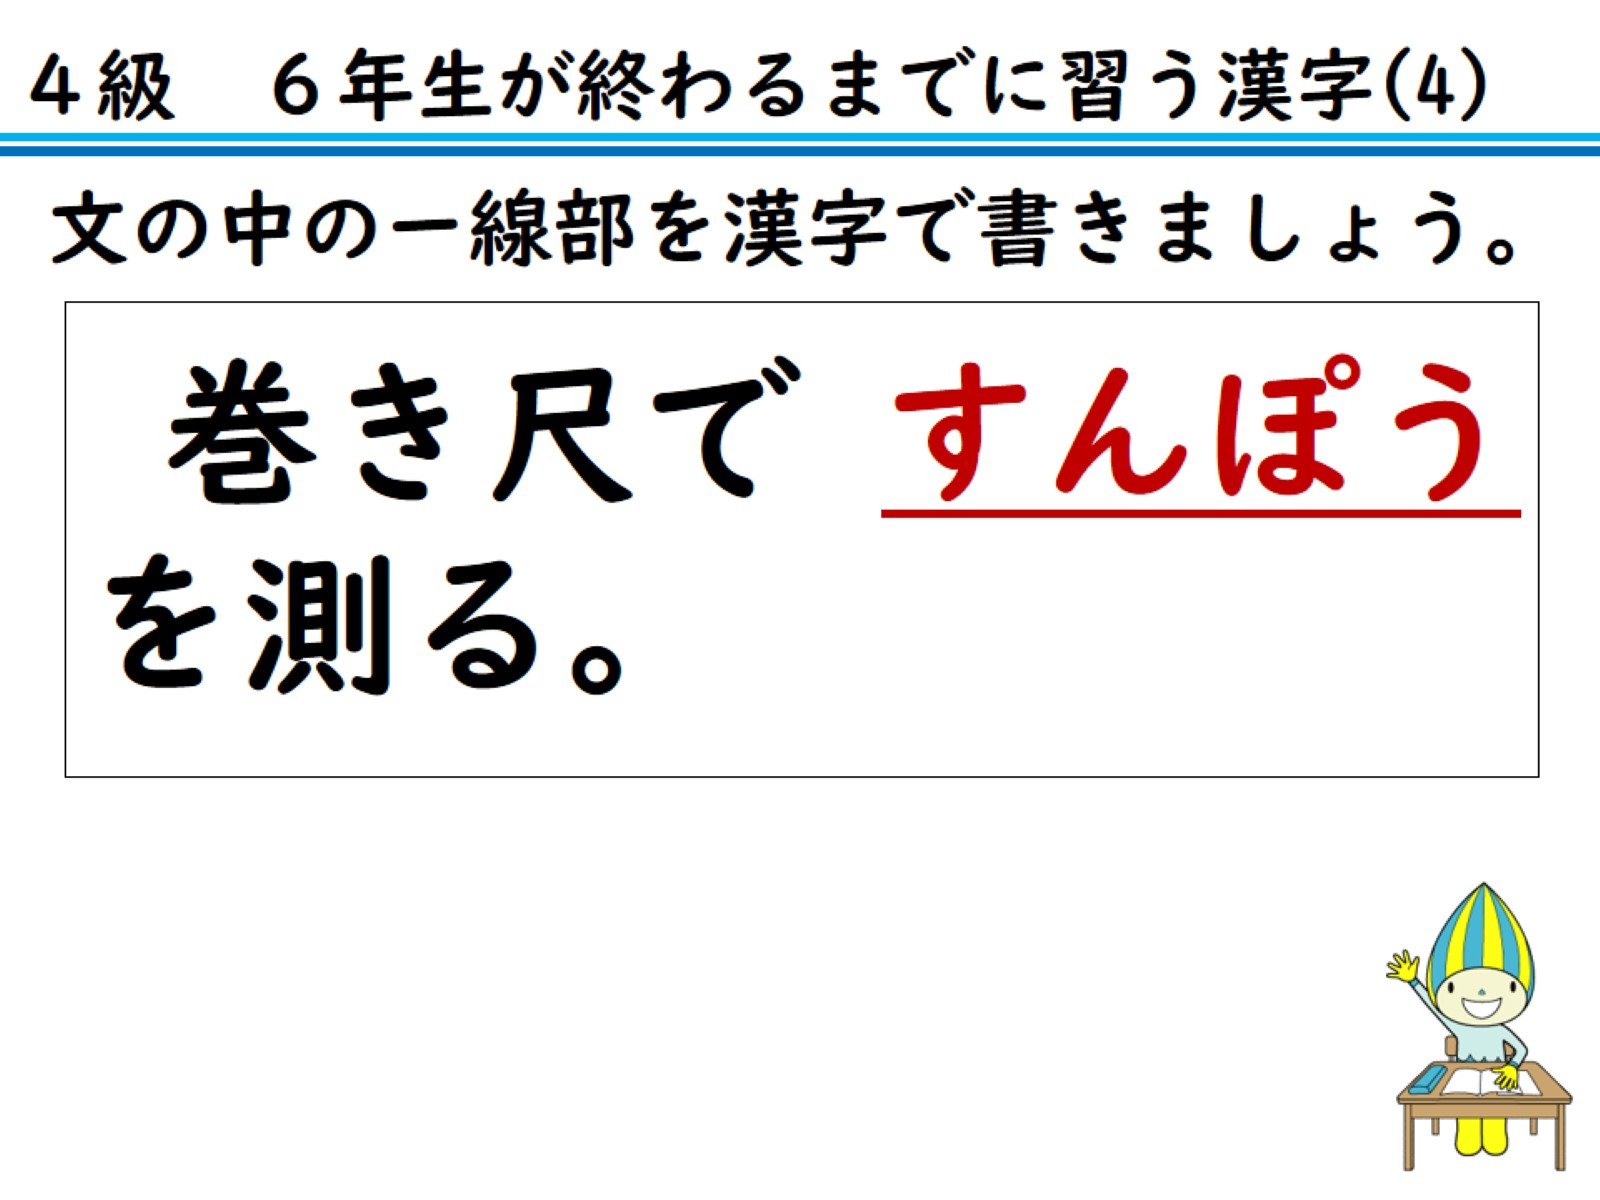 ４級　６年生が終わるまでに習う漢字(4)
文の中の一線部を漢字で書きましょう。
巻き尺で すんぽう
を測る。